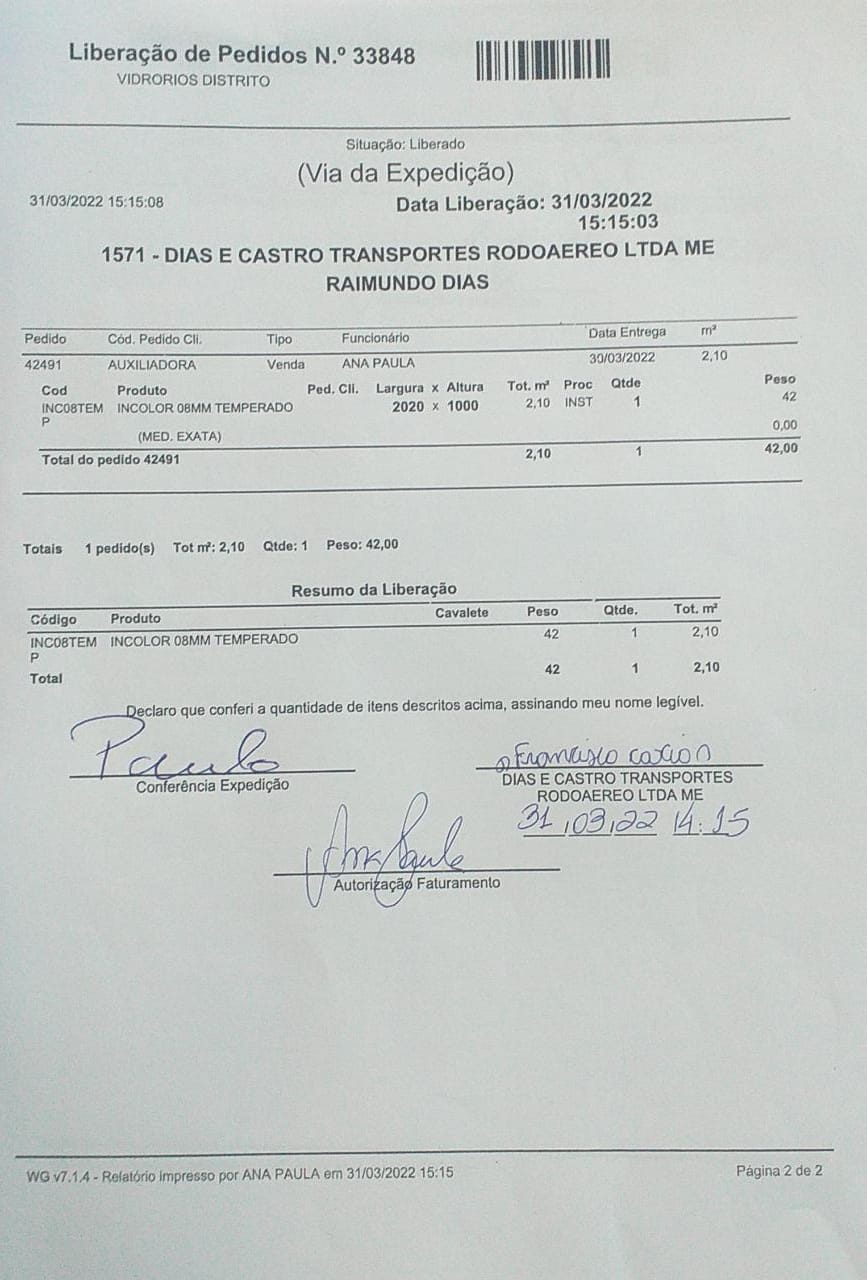 Liberação de Pedidos N.º 33848
VIDRORIOS DISTRITO
Situação: Liberado
(Via da Expedição)
31/03/2022 15:15:08
Data Liberação: 31/03/2022
15:15:03
1571 - DIAS E CASTRO TRANSPORTES RODOAEREO LTDA ME
RAIMUNDO DIAS
Pedido Cód. Pedido Cli. Tipo Funcionário Data Entrega m²
42491 AUXILIADORA Venda ANA PAULA 30/03/2022 2,10
Cod Produto Ped. Cli. Largura x Altura Tot. m² Proc Qtde Peso
INC08TEM INCOLOR 08MM TEMPERADO 2020 x 1000 2,10 INST 1 42
P
(MED. EXATA) 0,00
Total do pedido 42491 2,10 1 42,00
Totais 1 pedido(s) Tot m²: 2,10 Qtde: 1 Peso: 42,00
Resumo da Liberação
Código Produto Cavalete Peso Qtde. Tot. m²
INC08TEM INCOLOR 08MM TEMPERADO 42 1 2,10
P
Total 42 1 2,10
Declaro que conferi a quantidade de itens descritos acima, assinando meu nome legível.
Paulo
Francisco
Conferência Expedição
DIAS E CASTRO TRANSPORTES
RODOAEREO LTDA ME
31/03/22 14:15
Ana Paula
Autorização Faturamento
WG v7.1.4 - Relatório impresso por ANA PAULA em 31/03/2022 15:15
Página 2 de 2